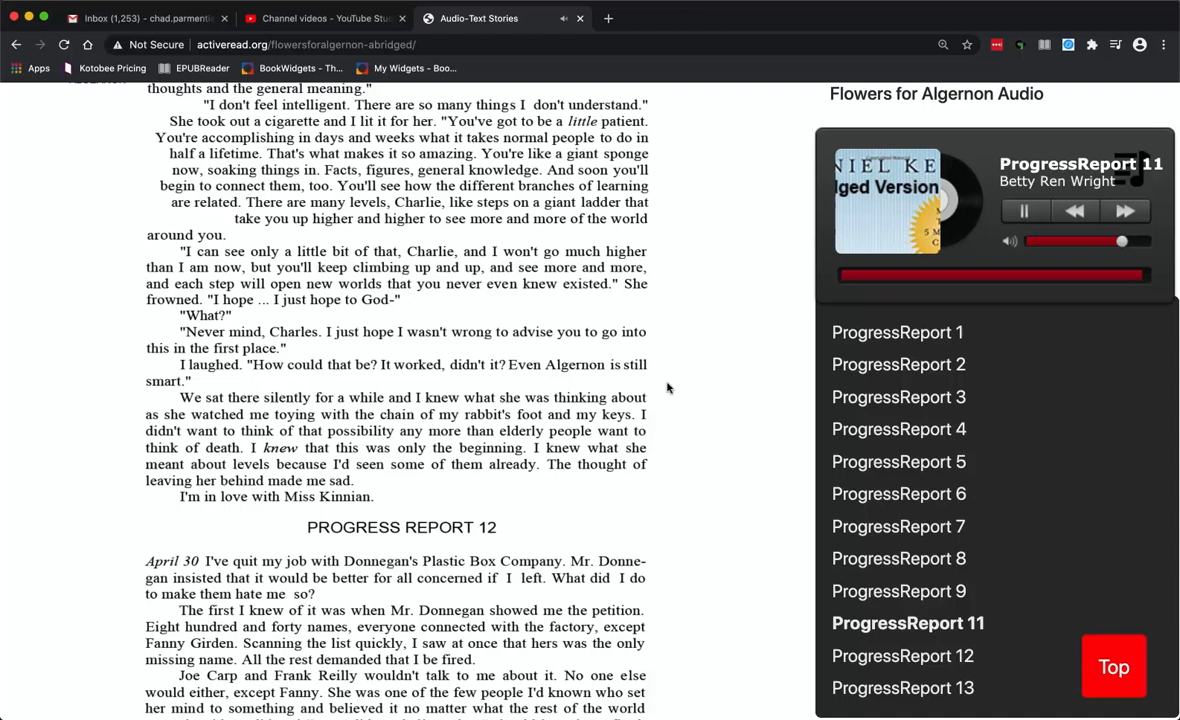 Inbox (1,253) - chad.parmenti
Channel videos - YouTube Stu
Audio-Text Stories
Not Secure
activeread.org/flowersforalgernon-abridged/
Apps
Kotobee Pricing
EPUBReader
BookWidgets - Th...
My Widgets - Boo...
thoughts and the general meaning."
"I don't feel intelligent. There are so many things I don't understand."
She took out a cigarette and I lit it for her. "You've got to be a little patient.
You're accomplishing in days and weeks what it takes normal people to do in
half a lifetime. That's what makes it so amazing. You're like a giant sponge
now, soaking things in. Facts, figures, general knowledge. And soon you'll
begin to connect them, too. You'll see how the different branches of learning
are related. There are many levels, Charlie, like steps on a giant ladder that
take you up higher and higher to see more and more of the world
around you.
"I can see only a little bit of that, Charlie, and I won't go much higher
than I am now, but you'll keep climbing up and up, and see more and more,
and each step will open new worlds that you never even knew existed." She
frowned. "I hope ... I just hope to God-"
"What?"
"Never mind, Charles. I just hope I wasn't wrong to advise you to go into
this in the first place."
I laughed. "How could that be? It worked, didn't it? Even Algernon is still
smart."
We sat there silently for a while and I knew what she was thinking about
as she watched me toying with the chain of my rabbit's foot and my keys. I
didn't want to think of that possibility any more than elderly people want to
think of death. I knew that this was only the beginning. I knew what she
meant about levels because I'd seen some of them already. The thought of
leaving her behind made me sad.
I'm in love with Miss Kinnian.
PROGRESS REPORT 12
April 30 I've quit my job with Donnegan's Plastic Box Company. Mr. Donne-
gan insisted that it would be better for all concerned if I left. What did I do
to make them hate me so?
The first I knew of it was when Mr. Donnegan showed me the petition.
Eight hundred and forty names, everyone connected with the factory, except
Fanny Girden. Scanning the list quickly, I saw at once that hers was the only
missing name. All the rest demanded that I be fired.
Joe Carp and Frank Reilly wouldn't talk to me about it. No one else
would either, except Fanny. She was one of the few people I'd known who set
her mind to something and believed it no matter what the rest of the world
Flowers for Algernon Audio
NIEL KE
lged Version
ProgressReport 11
Betty Ren Wright
ProgressReport 1
ProgressReport 2
ProgressReport 3
ProgressReport 4
ProgressReport 5
ProgressReport 6
ProgressReport 7
ProgressReport 8
ProgressReport 9
ProgressReport 11
ProgressReport 12
ProgressReport 13
Top